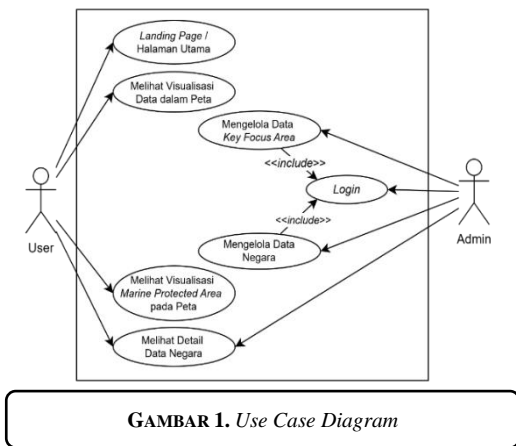 Landing Page /
Halaman Utama
Melihat Visualisasi
Data dalam Peta
Mengelola Data
Key Focus Area
<<include>>
Login
<<include>>
User
Admin
Mengelola Data
Negara
Melihat Visualisasi
Marine Protected Area
pada Peta
Melihat Detail
Data Negara
GAMBAR 1. Use Case Diagram